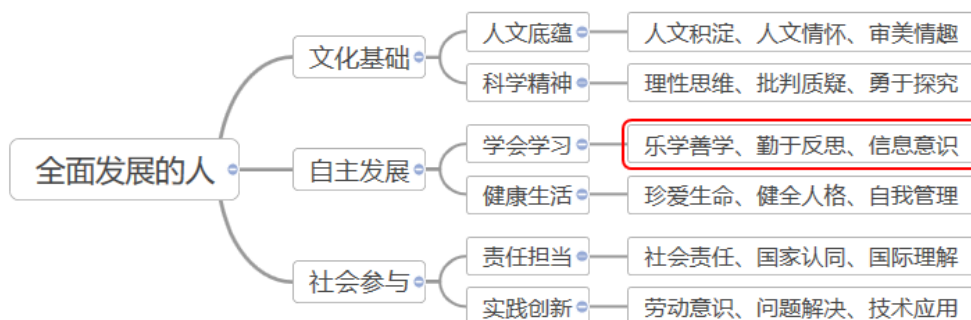 人文底蕴
人文积淀、人文情怀、审美情趣
文化基础
科学精神
理性思维、批判质疑、勇于探究
学会学习
乐学善学、勤于反思、信息意识
全面发展的人
自主发展
健康生活
珍爱生命、健全人格、自我管理
责任担当
社会责任、国家认同、国际理解
社会参与
实践创新
劳动意识、问题解决、技术应用